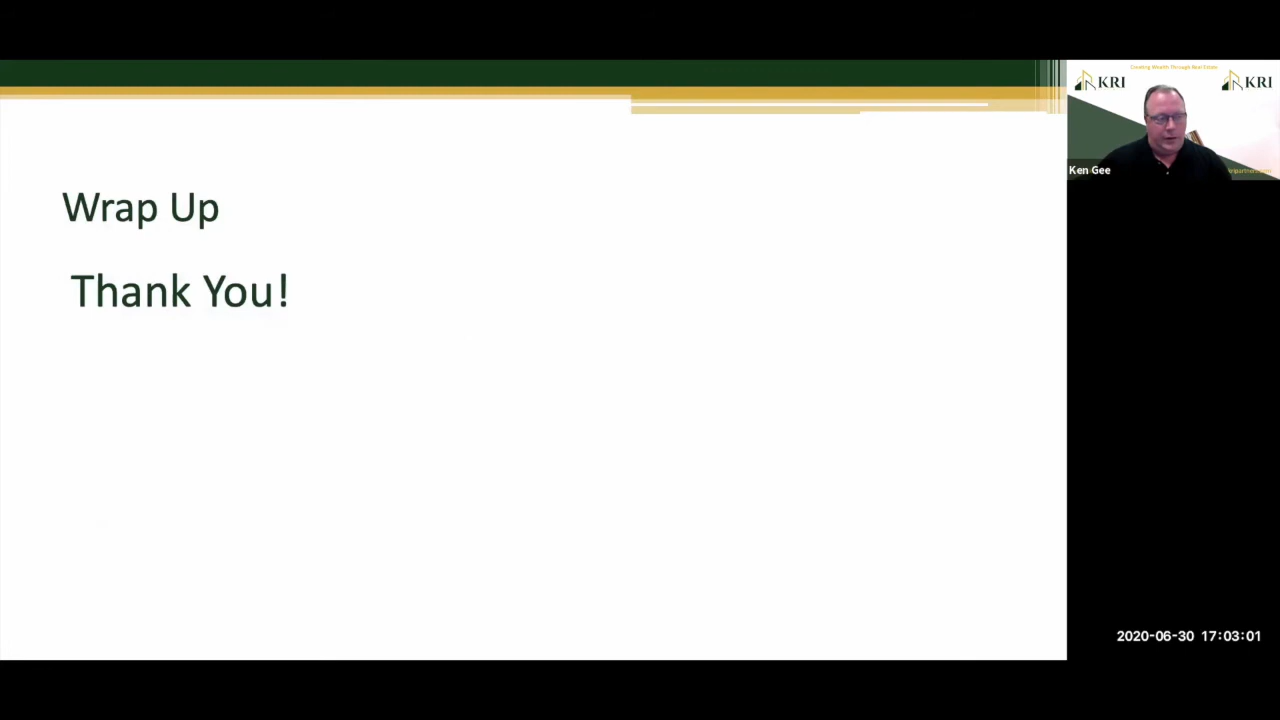 Wrap Up
Thank You!
Creating Wealth Through Real Estate
KRI
KRI
Ken Gee
2020-06-30 17:03:01